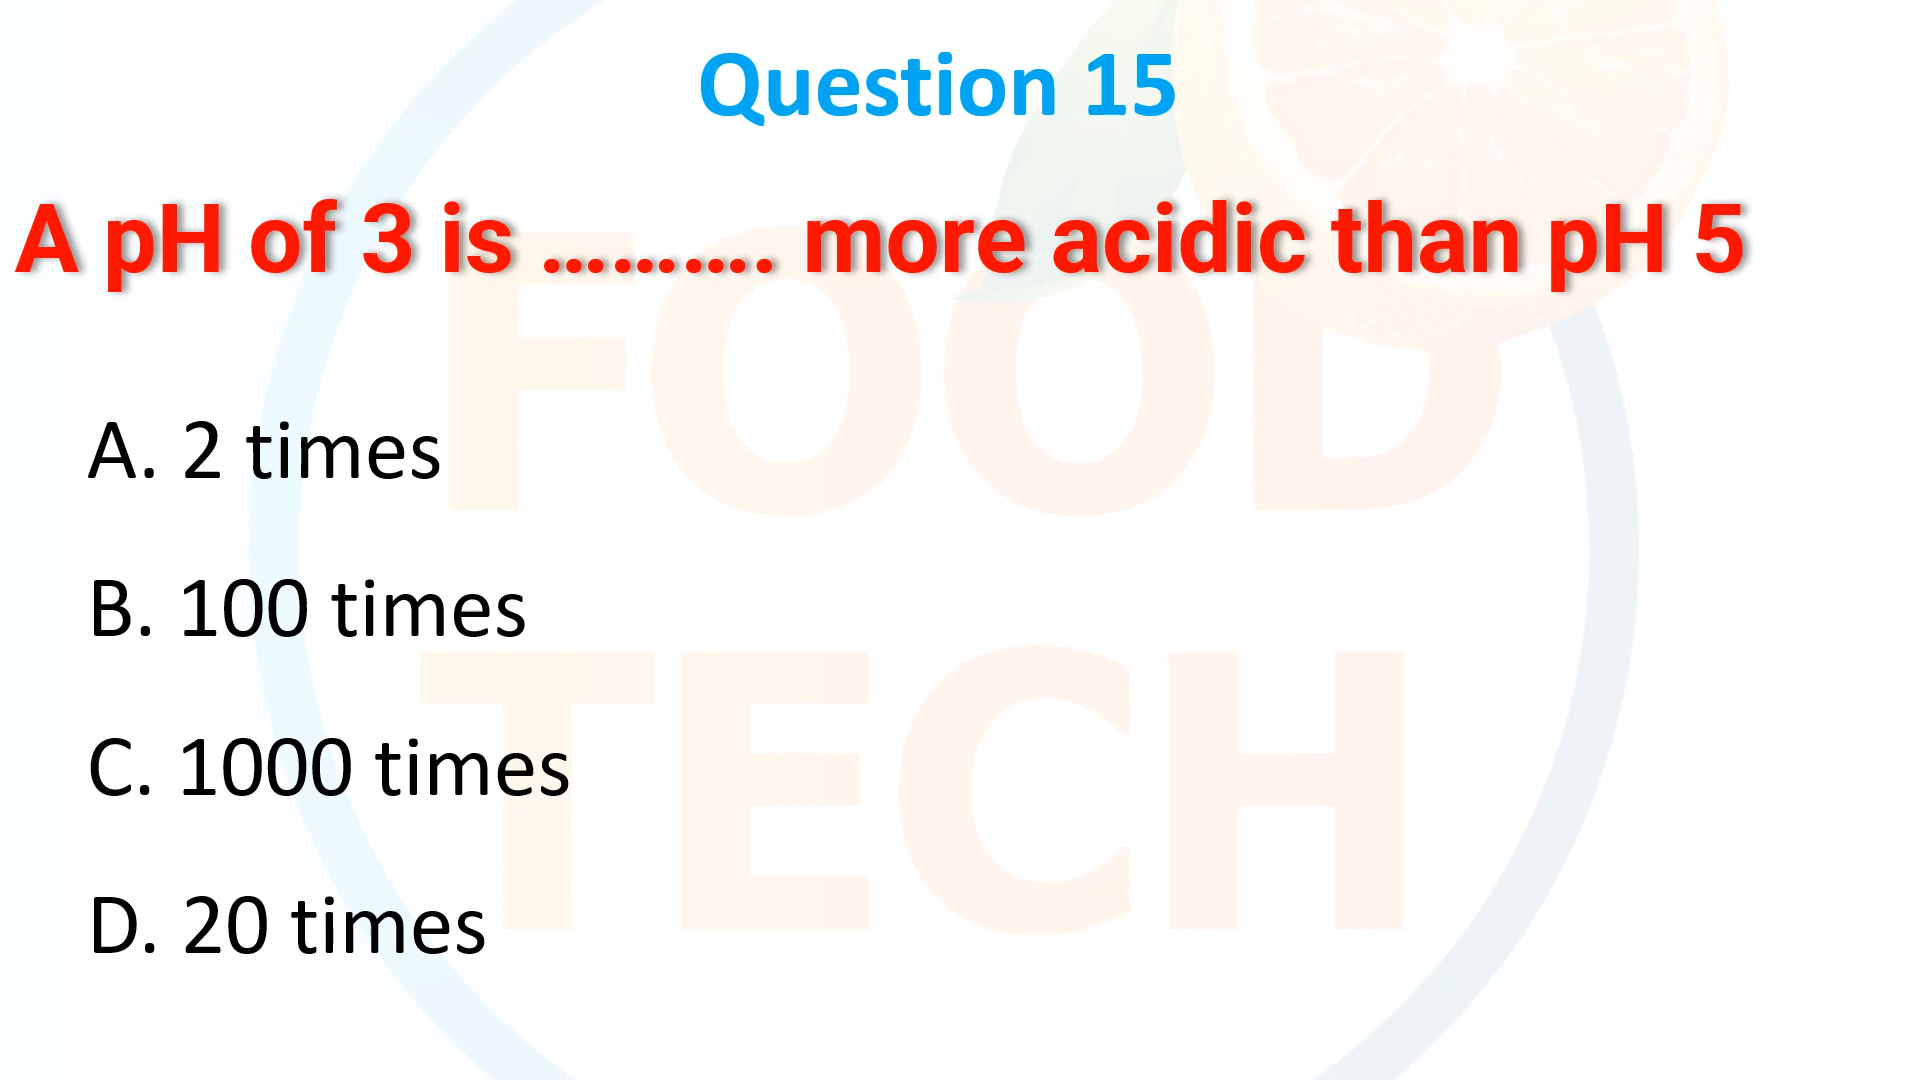 Question 15
A pH of 3 is ………. more acidic than pH 5
A. 2 times
B. 100 times
C. 1000 times
D. 20 times
FOOD
TECH